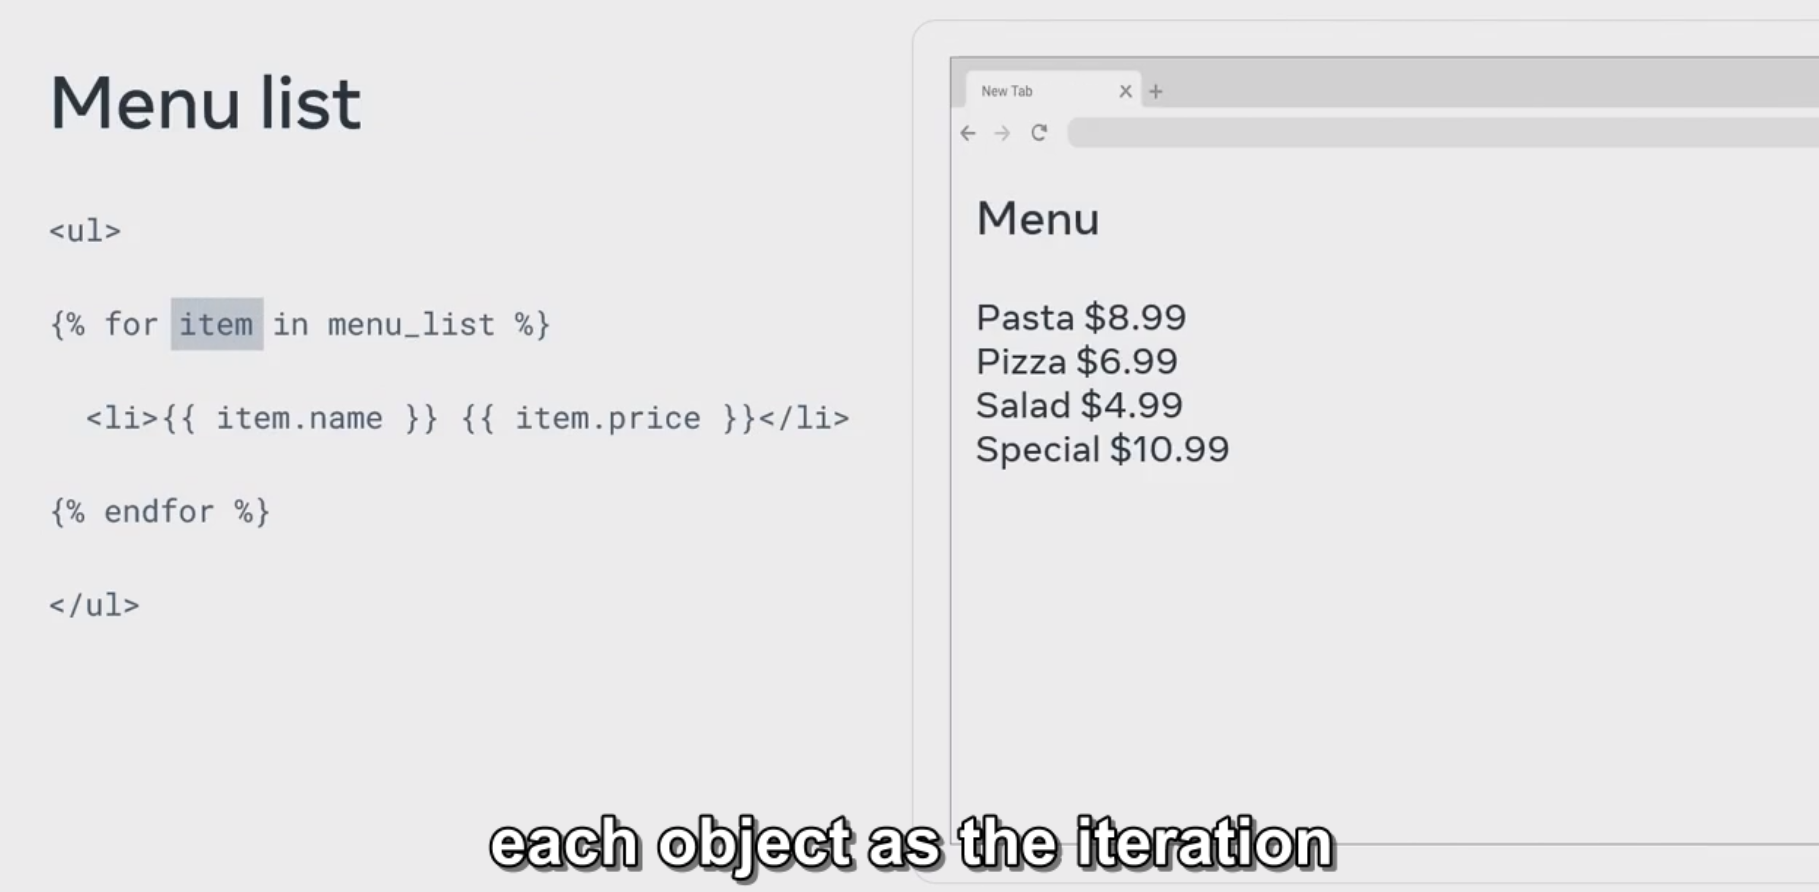 Menu list
<ul>
{% for item in menu_list %}
<li>{{ item.name }} {{ item.price }}</li>
{% endfor %}
</ul>
New Tab
Menu
Pasta $8.99
Pizza $6.99
Salad $4.99
Special $10.99
each object as the iteration